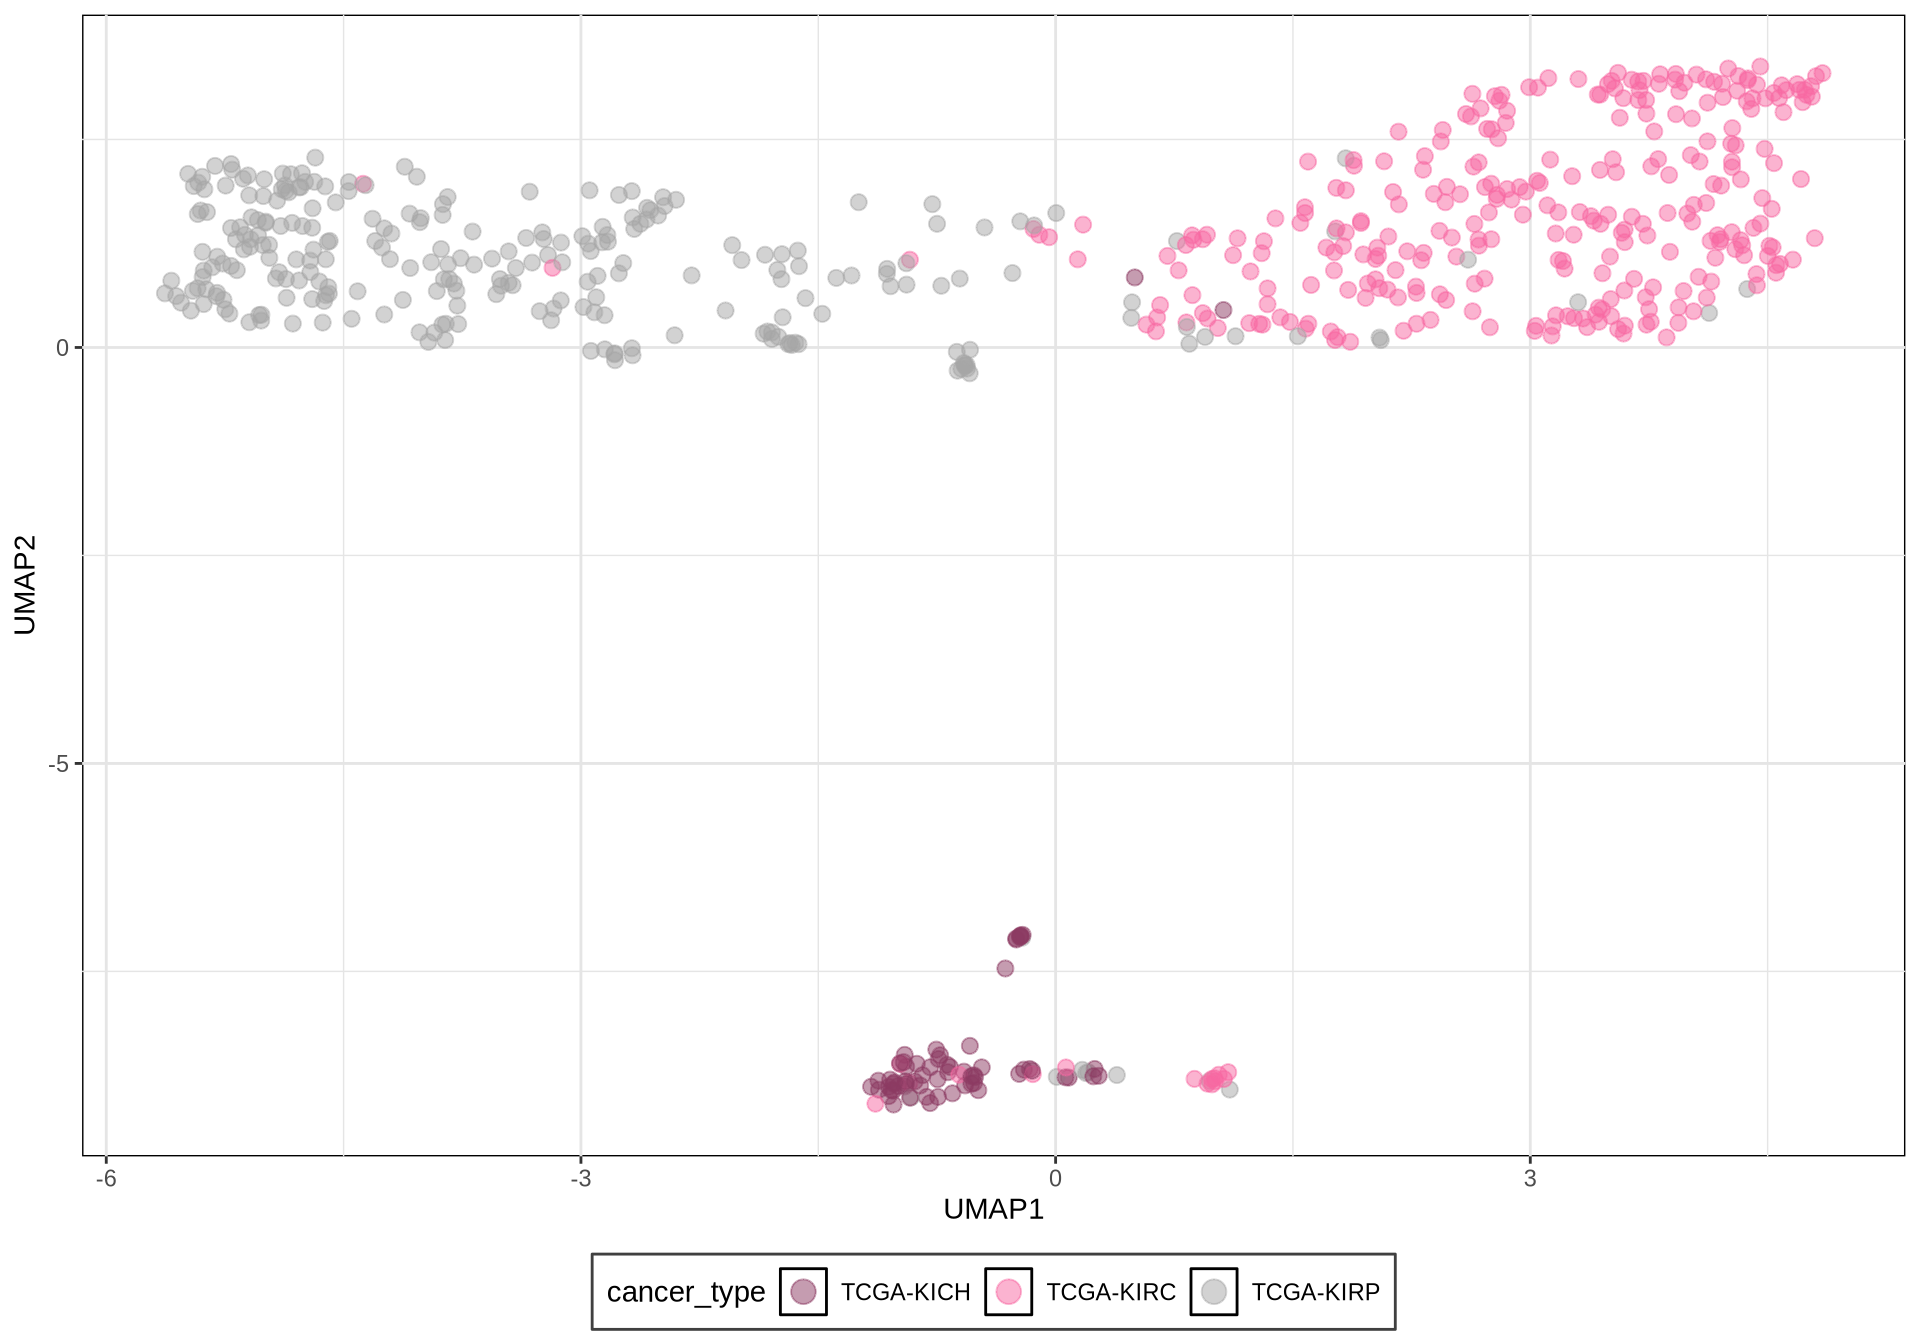 0
-5
UMAP2
-6 -3 0 3
UMAP1
cancer_type TCGA-KICH TCGA-KIRC TCGA-KIRP